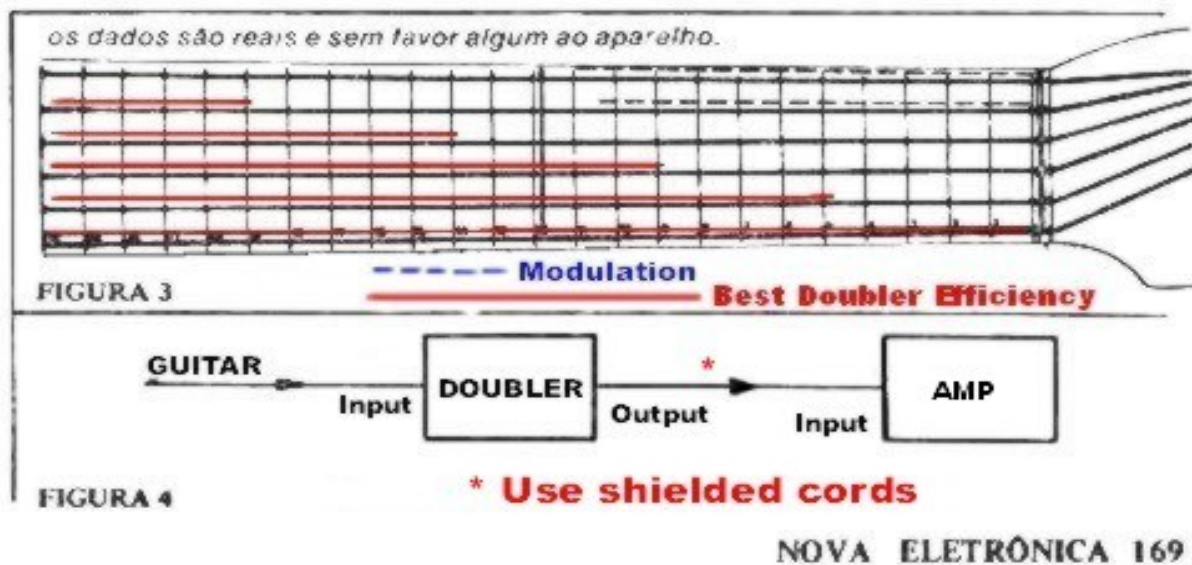 os dados são reais e sem favor algum ao aparelho.
Modulation
FIGURA 3
Best Doubler Efficiency
GUITAR
Input
DOUBLER
Output
*
Input
AMP
FIGURA 4
* Use shielded cords
NOVA ELETRÔNICA 169